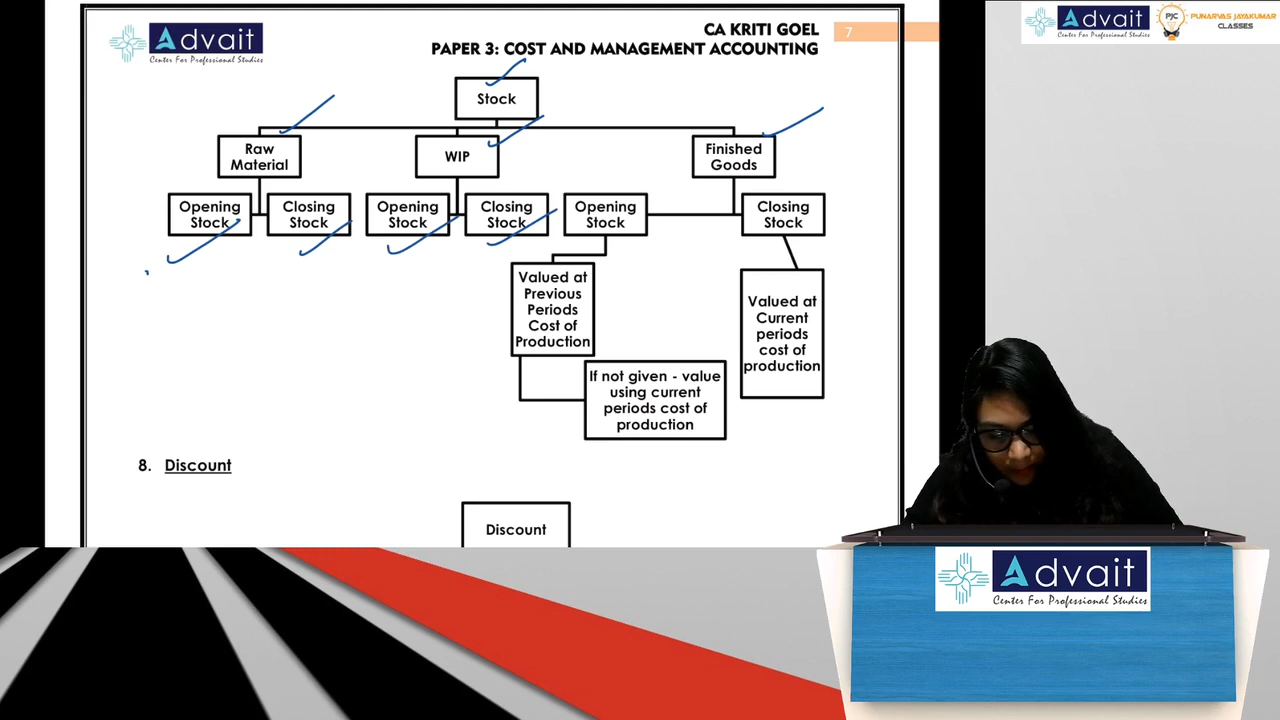 Advait
Center For Professional Studies
CA KRITI GOEL
PAPER 3: COST AND MANAGEMENT ACCOUNTING
7
Advait
Center For Professional Studies
PJC
PUNARVAS JAYAKUMAR
CLASSES
Stock
Raw
Material
WIP
Finished
Goods
Opening
Stock
Closing
Stock
Opening
Stock
Closing
Stock
Opening
Stock
Closing
Stock
Valued at
Previous
Periods
Cost of
Production
Valued at
Current
periods
cost of
production
If not given - value
using current
periods cost of
production
8. Discount
Discount
Advait
Center For Professional Studies